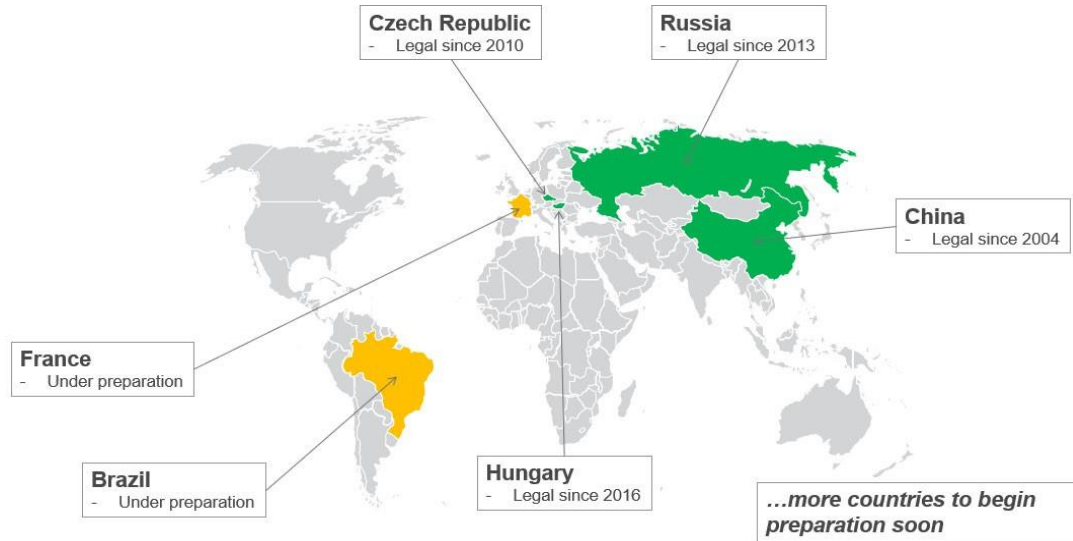 Czech Republic
- Legal since 2010
Russia
- Legal since 2013
China
- Legal since 2004
France
- Under preparation
Brazil
- Under preparation
Hungary
- Legal since 2016
...more countries to begin
preparation soon